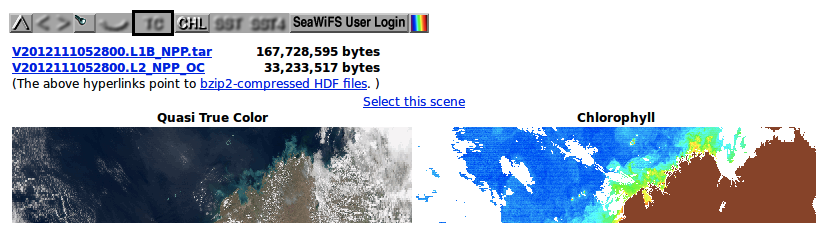 TC CHL SST SST4 SeaWiFS User Login
V2012111052800.L1B_NPP.tar 167,728,595 bytes
V2012111052800.L2_NPP_OC 33,233,517 bytes
(The above hyperlinks point to bzip2-compressed HDF files. )
Select this scene
Quasi True Color Chlorophyll